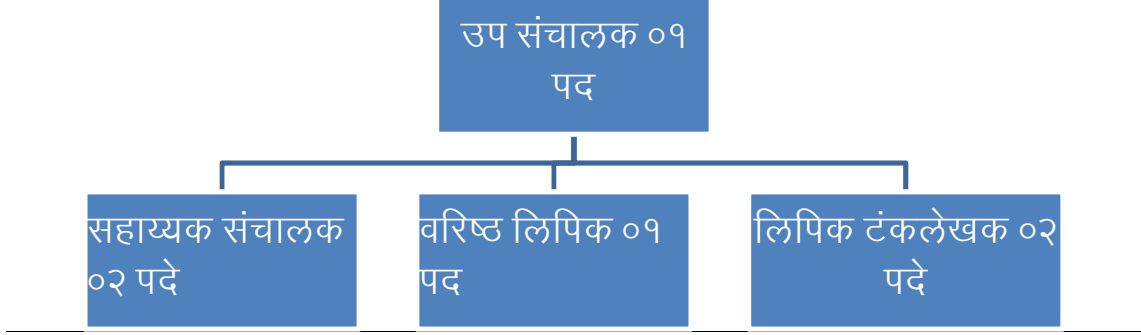 उप संचालक ०१
पद
सहाय्यक संचालक
०२ पदे
वरिष्ठ लिपिक ०१
पद
लिपिक टंकलेखक ०२
पदे